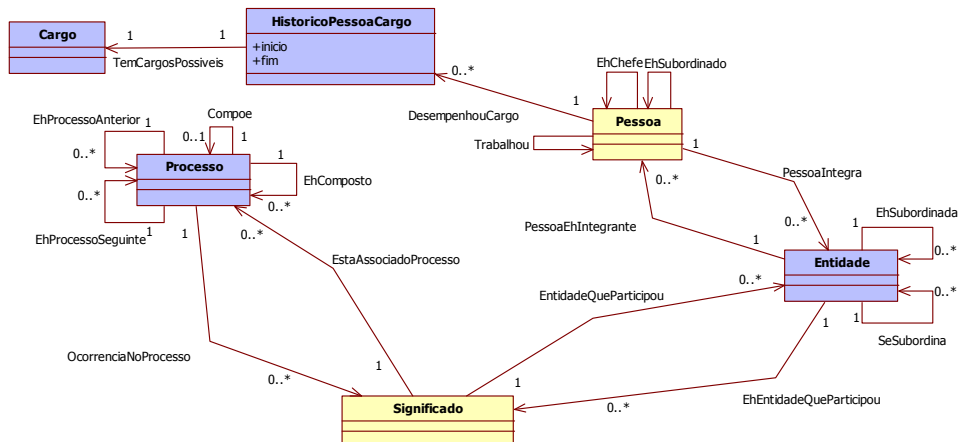 HistoricoPessoaCargo
Cargo
1
1
+inicio
+fim
TemCargosPossiveis
0..*
EhChefe
EhSubordinado
1
DesempenhouCargo
Pessoa
Trabalhou
1
EhProcessoAnterior
1
Compoe
0..1
1
0..*
Processo
1
EhComposto
0..*
0..*
EhProcessoSeguinte
1
1
0..*
PessoaIntegra
0..*
0..*
PessoaEhIntegrante
1
EhSubordinada
1
0..*
Entidade
0..*
0..*
1
SeSubordina
1
EstaAssociadoProcesso
EntidadeQueParticipou
OcorrenciaNoProcesso
0..*
1
1
Significado
0..*
EhEntidadeQueParticipou